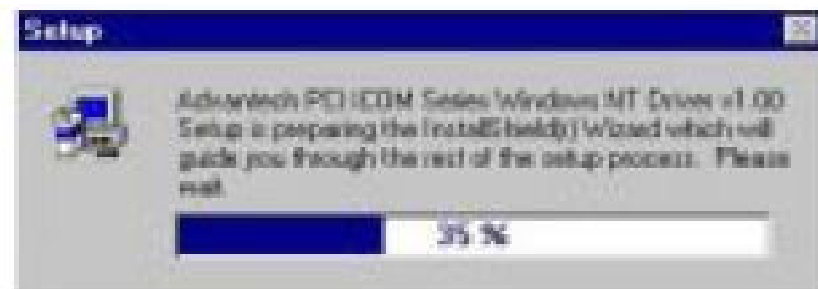 Setup
Advantech PCI ICOM Series Windows NT Driver v1.00
Setup is preparing the InstallShield(r) Wizard which will
guide you through the rest of the setup process. Please
wait.
35 %